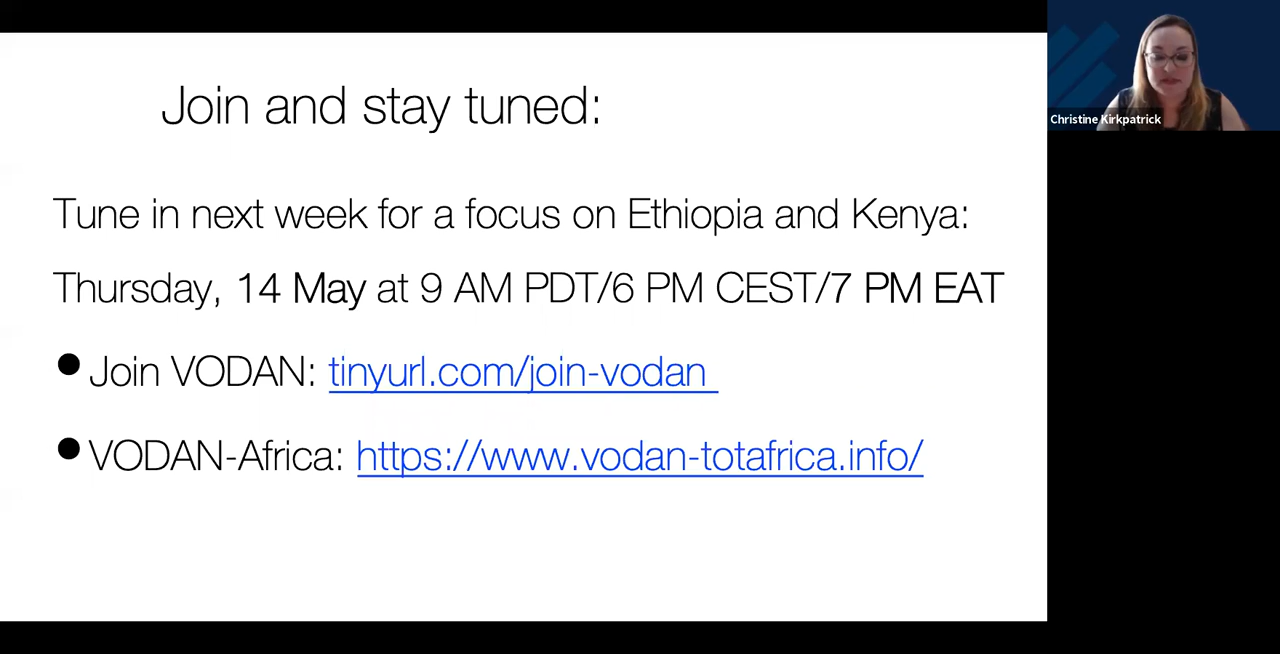 Join and stay tuned:
Tune in next week for a focus on Ethiopia and Kenya:
Thursday, 14 May at 9 AM PDT/6 PM CEST/7 PM EAT
● Join VODAN: tinyurl.com/join-vodan
● VODAN-Africa: https://www.vodan-totafrica.info/
Christine Kirkpatrick